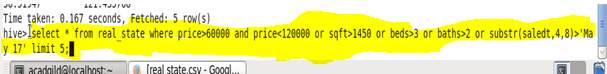 Time taken: 0.167 seconds, Fetched: 5 row(s)
hive>select * from real_state where price>60000 and price<120000 or sqft>1450 or beds>3 or baths>2 or substr(saledt,4,8)>'Ma
y 17' limit 5;
acadgild@localhost:~ [real state.csv - Googl...